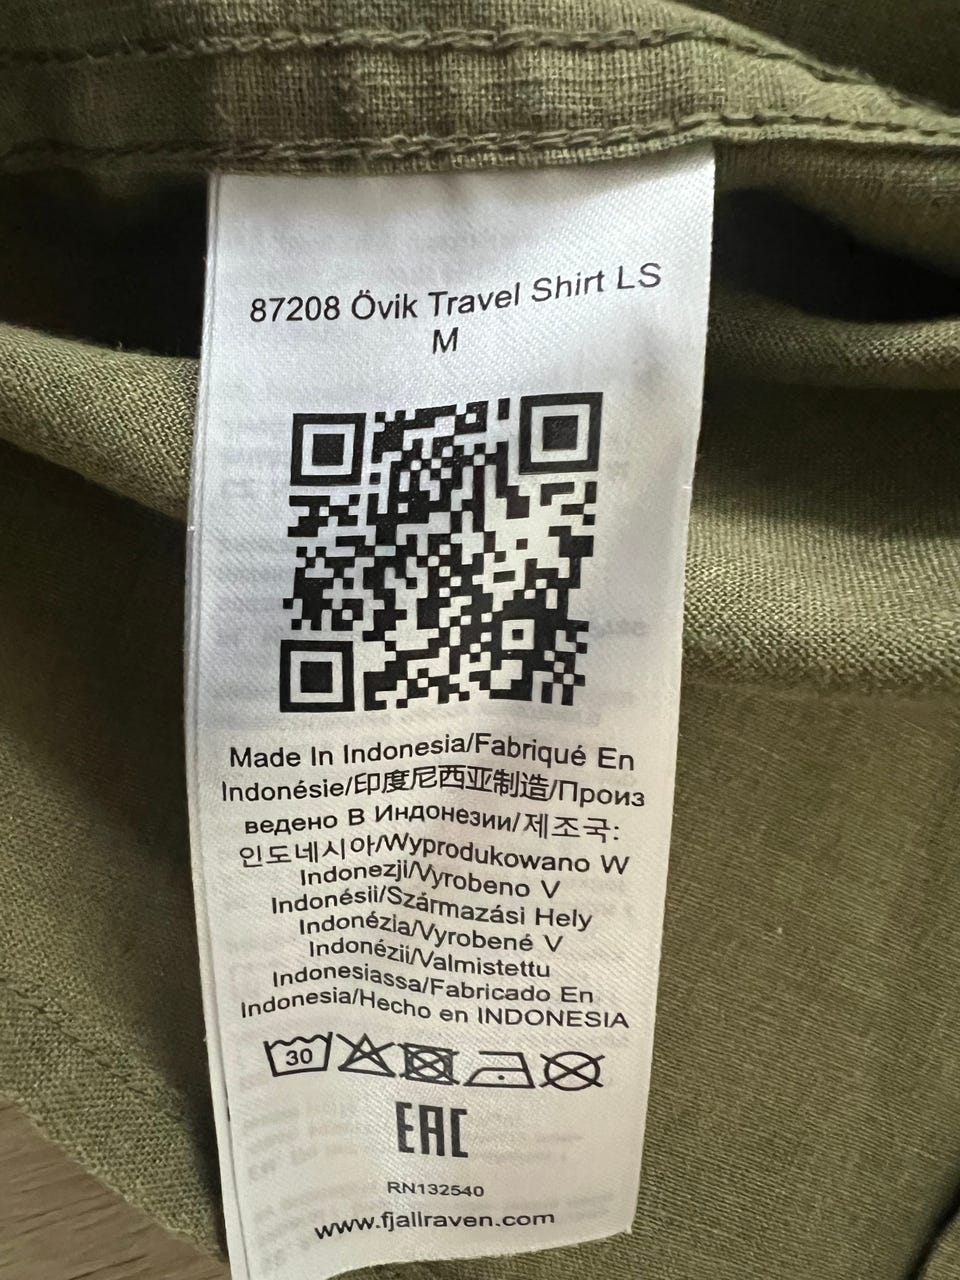 87208 Övik Travel Shirt LS
M
Made In Indonesia/Fabriqué En
Indonésie/印度尼西亚制造/Произ
ведено В Индонезии/제조국:
인도네시아/Wyprodukowano W
Indonezji/Vyrobeno V
Indonésii/Származási Hely
Indonézia/Vyrobené V
Indonézii/Valmistettu
Indonesiassa/Fabricado En
Indonesia/Hecho en INDONESIA
30
EAC
RN132540
www.fjallraven.com